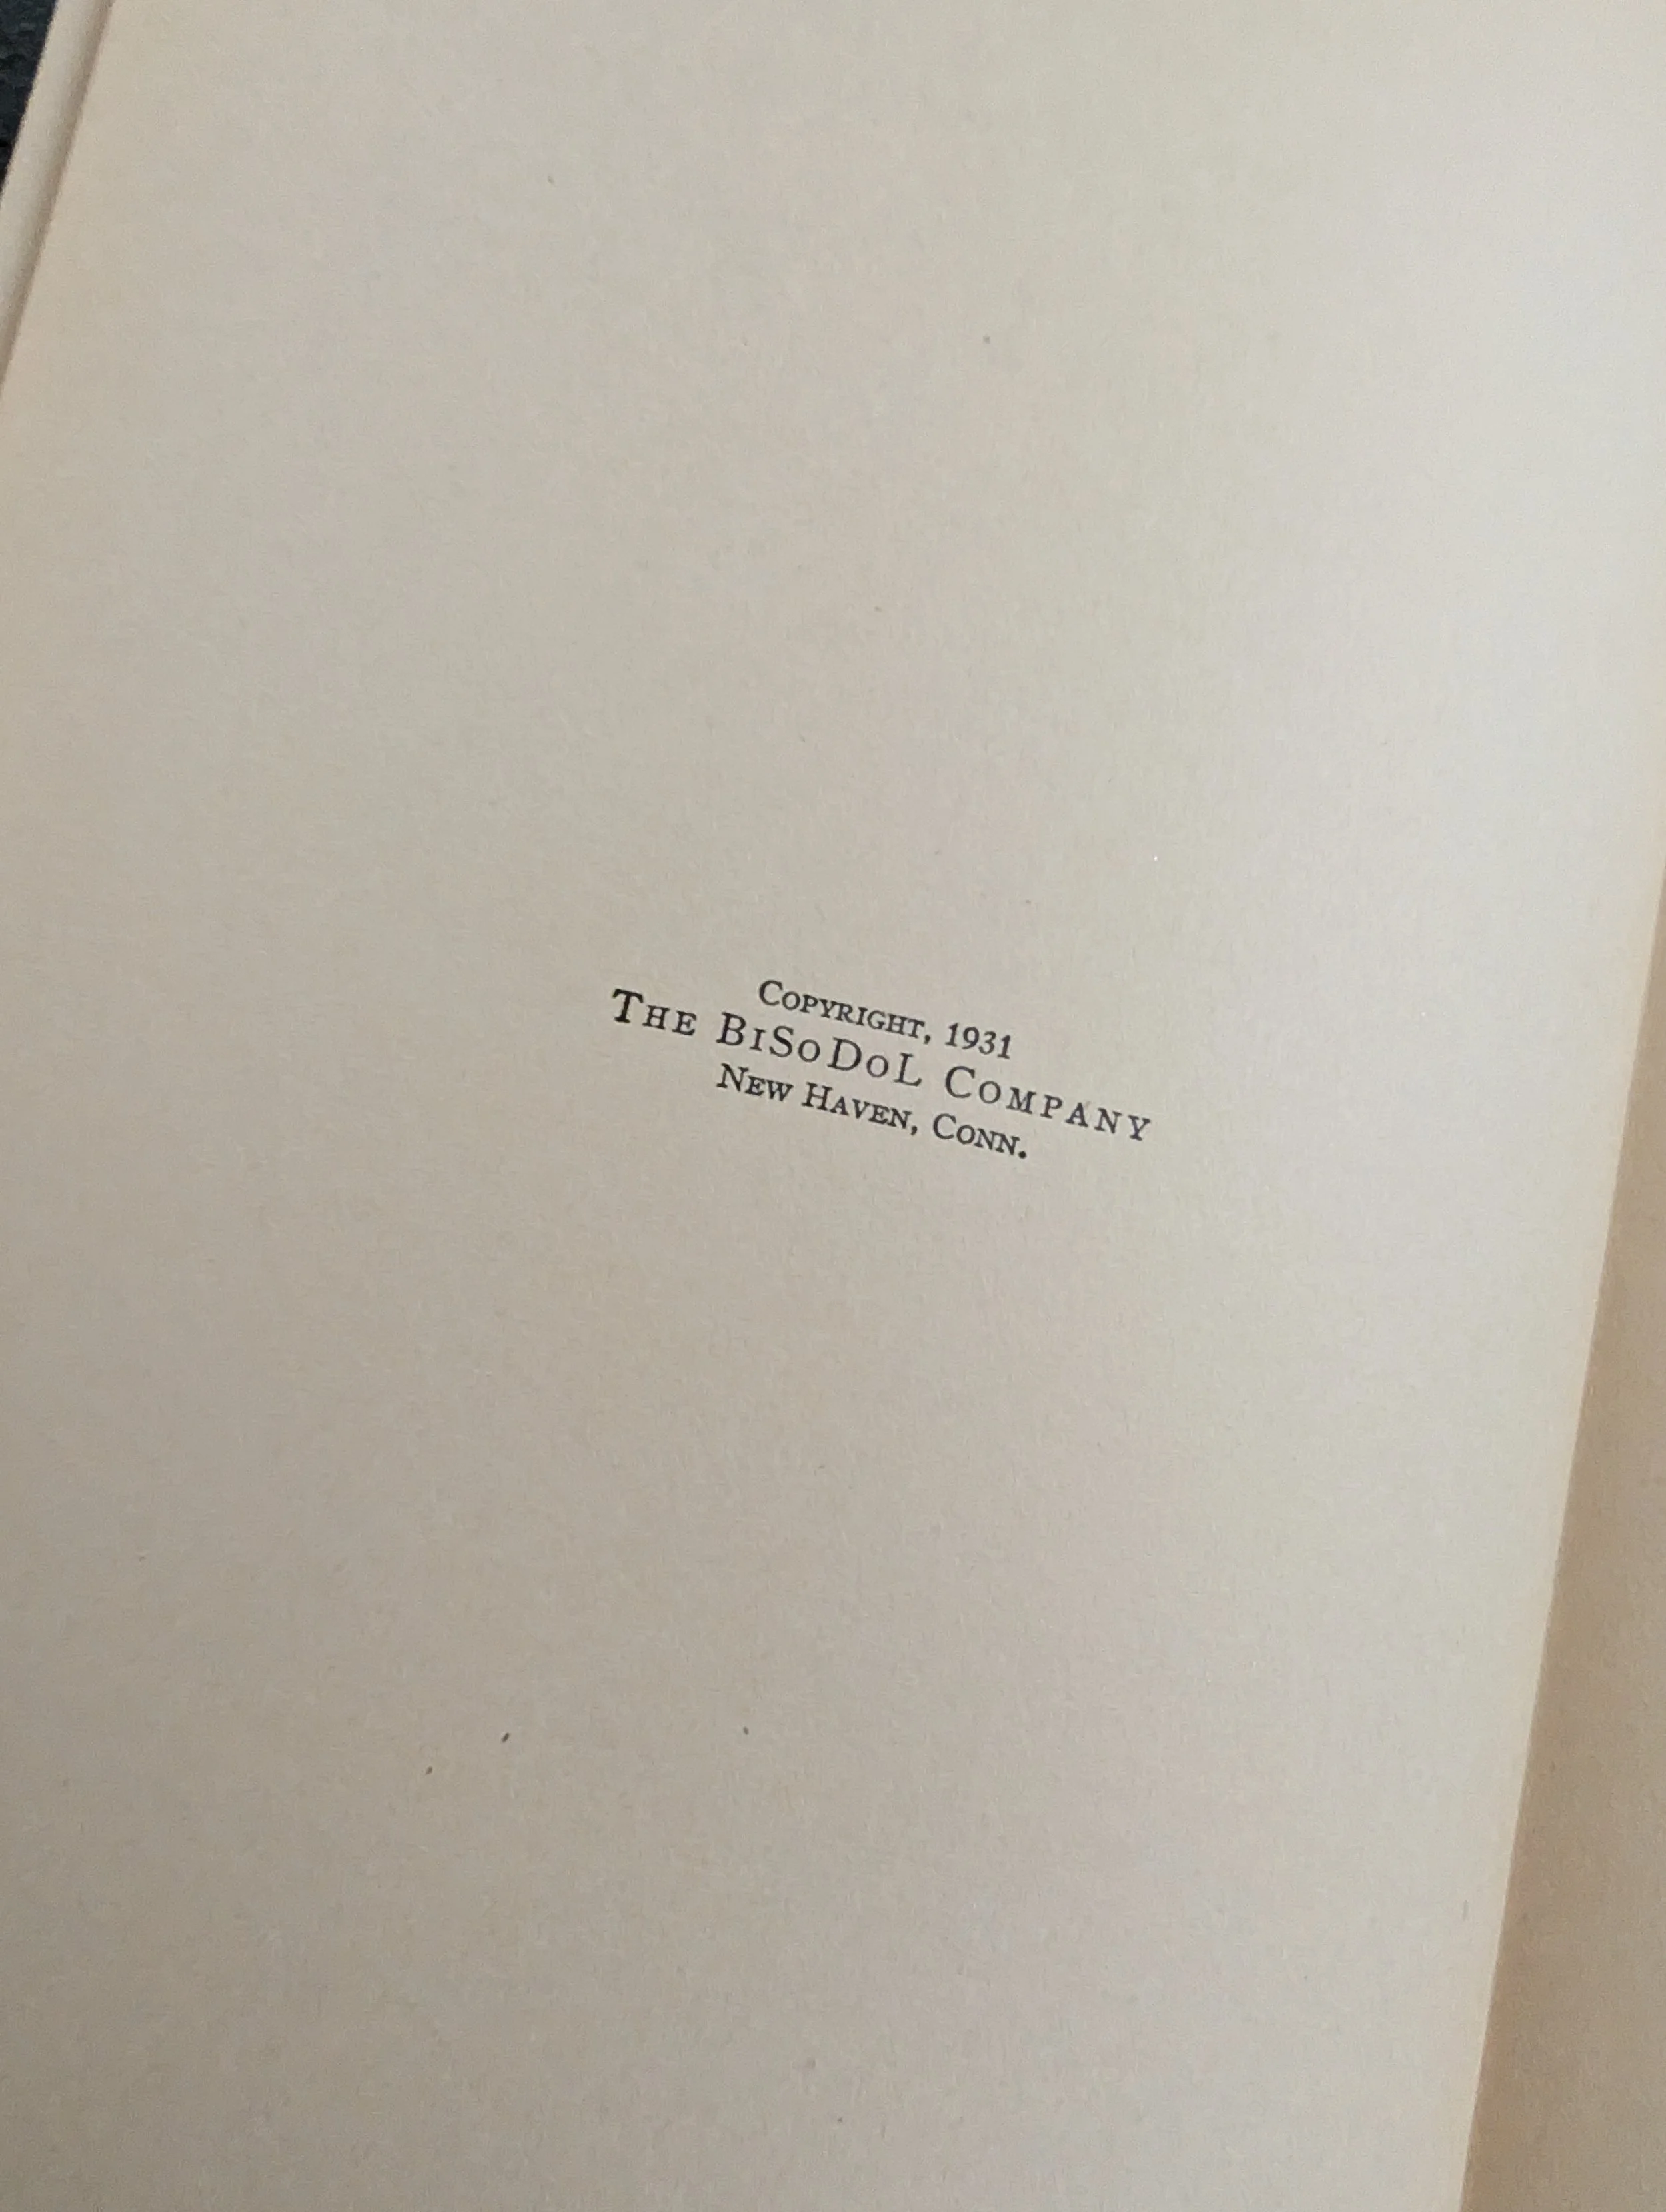 Copyright, 1931
The BiSoDoL Company
New Haven, Conn.